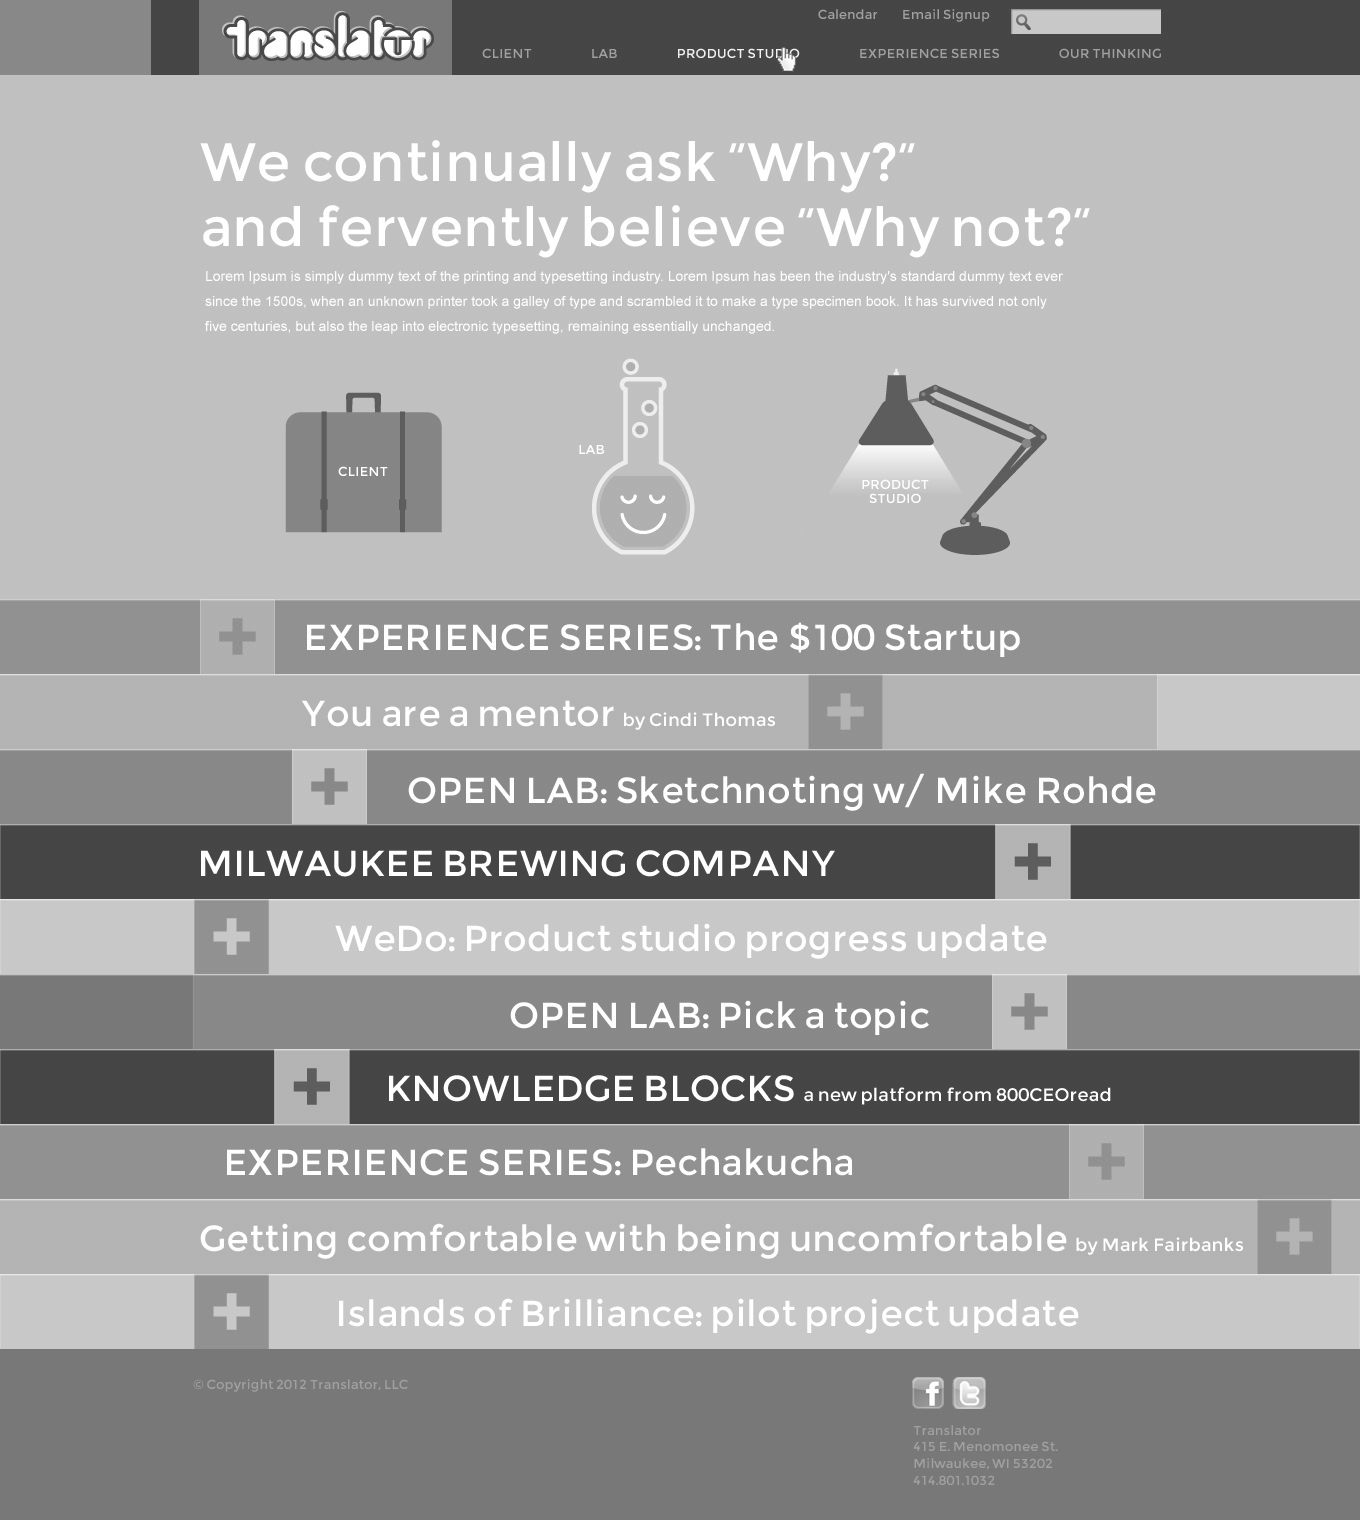 translator
Calendar
Email Signup
CLIENT
LAB
PRODUCT STUDIO
EXPERIENCE SERIES
OUR THINKING
We continually ask “Why?”
and fervently believe “Why not?”
Lorem Ipsum is simply dummy text of the printing and typesetting industry. Lorem Ipsum has been the industry's standard dummy text ever
since the 1500s, when an unknown printer took a galley of type and scrambled it to make a type specimen book. It has survived not only
five centuries, but also the leap into electronic typesetting, remaining essentially unchanged.
CLIENT
LAB
PRODUCT
STUDIO
EXPERIENCE SERIES: The $100 Startup
You are a mentor by Cindi Thomas
OPEN LAB: Sketchnoting w/ Mike Rohde
MILWAUKEE BREWING COMPANY
WeDo: Product studio progress update
OPEN LAB: Pick a topic
KNOWLEDGE BLOCKS a new platform from 800CEOread
EXPERIENCE SERIES: Pechakucha
Getting comfortable with being uncomfortable by Mark Fairbanks
Islands of Brilliance: pilot project update
© Copyright 2012 Translator, LLC
Translator
415 E. Menomonee St.
Milwaukee, WI 53202
414.801.1032